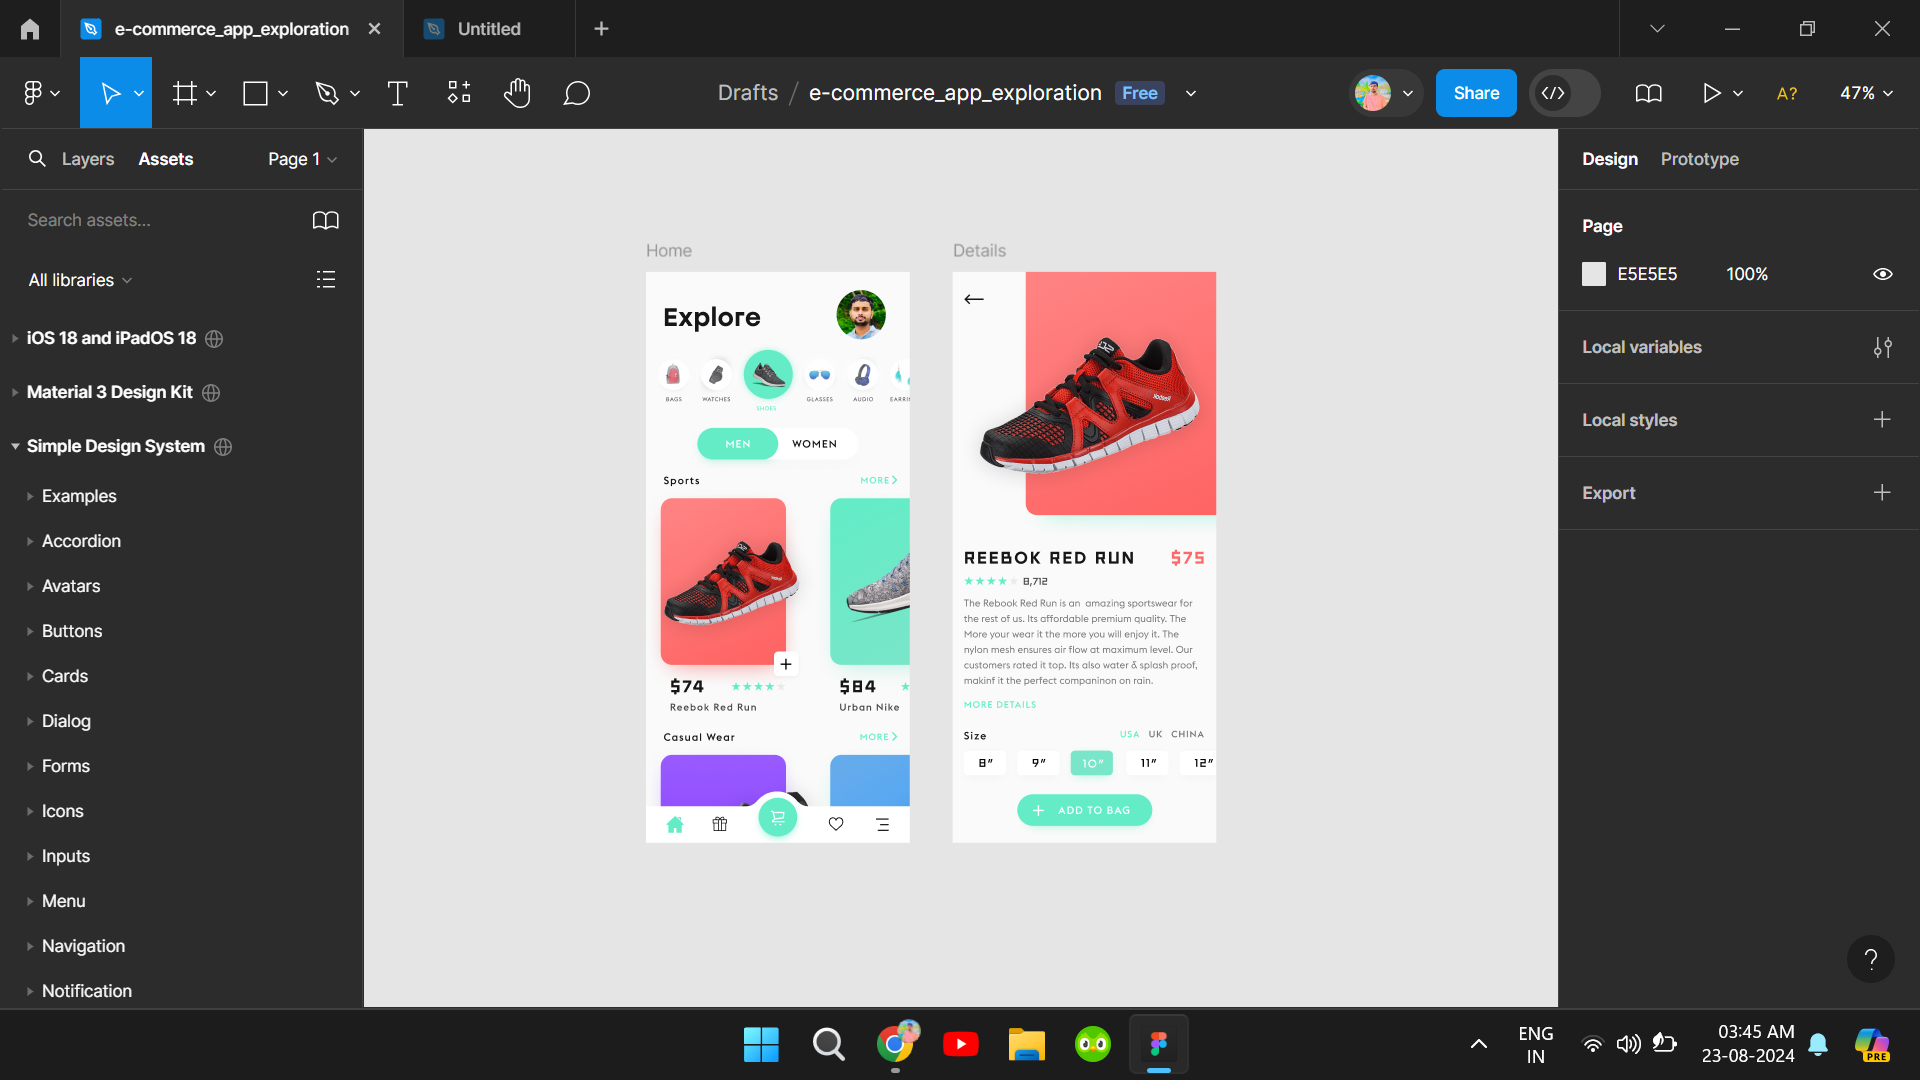 e-commerce_app_exploration
Untitled
Drafts / e-commerce_app_exploration Free
Share
A?
47%
Layers
Assets
Page 1
Search assets...
All libraries
iOS 18 and iPadOS 18
Material 3 Design Kit
Simple Design System
Examples
Accordion
Avatars
Buttons
Cards
Dialog
Forms
Icons
Inputs
Menu
Navigation
Notification
Home
Explore
BAGS
WATCHES
SHOES
GLASSES
AUDIO
EARRI
MEN
WOMEN
Sports
MORE
$74
Reebok Red Run
$84
Urban Nike
Casual Wear
MORE
Details
REEBOK RED RUN
$75
8,712
The Rebook Red Run is an amazing sportswear for
the rest of us. Its affordable premium quality. The
More your wear it the more you will enjoy it. The
nylon mesh ensures air flow at maximum level. Our
customers rated it top. Its also water & splash proof,
makinf it the perfect companinon on rain.
MORE DETAILS
Size
USA
UK
CHINA
8"
9"
10"
11"
12"
+ ADD TO BAG
Design
Prototype
Page
E5E5E5
100%
Local variables
Local styles
Export
?
ENG
IN
03:45 AM
23-08-2024
PRE